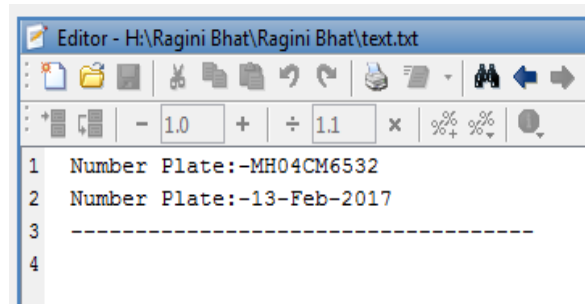 Editor - H:\Ragini Bhat\Ragini Bhat\text.txt
− 1.0 + ÷ 1.1 × %%+ %%
1 Number Plate:-MH04CM6532
2 Number Plate:-13-Feb-2017
3 ------------------------------------
4